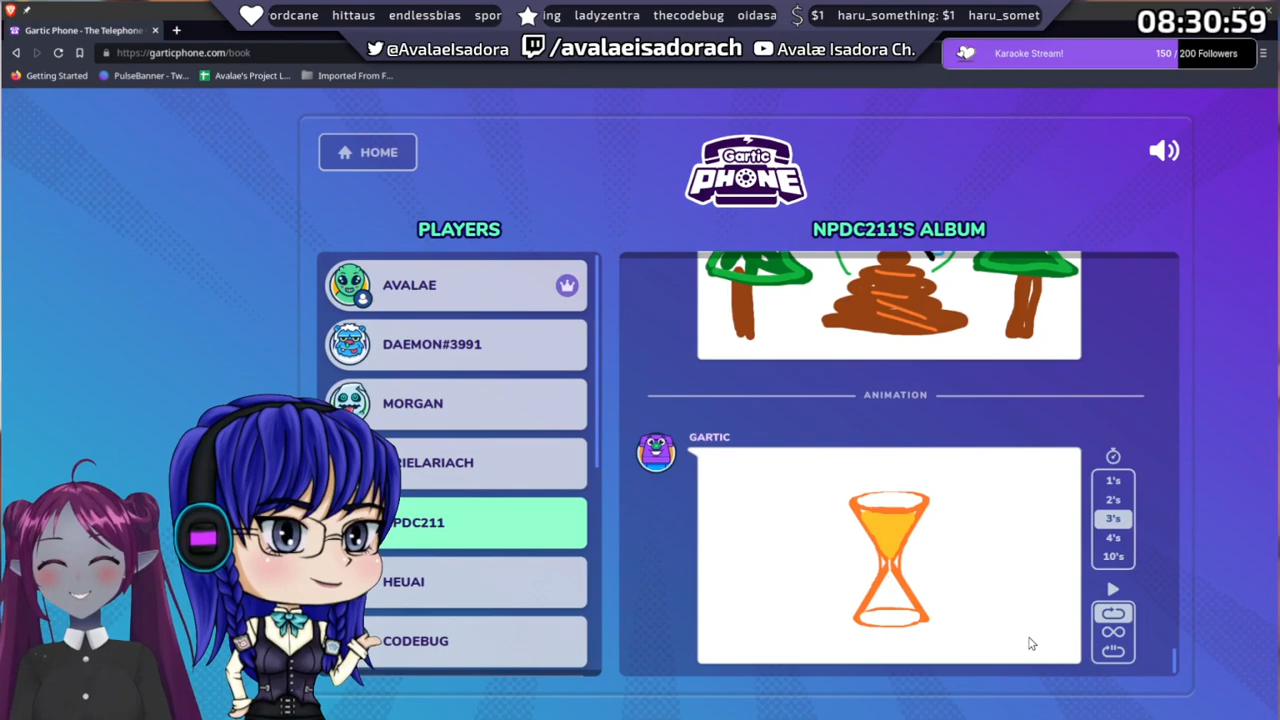 ordcane hittaus endlessbias spor
ing ladyzentra thecodebug oidasa
$ $1 haru_something: $1 haru_somet
08:30:59
Gartic Phone - The Telephone
https://garticphone.com/book
@AvalaeIsadora /avalaeisadorach Avalæ Isadora Ch.
Karaoke Stream! 150 / 200 Followers
Getting Started PulseBanner - Tw... Avalae's Project L... Imported From F...
HOME
Gartic
PHONE
PLAYERS
NPDC211'S ALBUM
AVALAE
DAEMON#3991
MORGAN
RIELARIACH
PDC211
HEUAI
CODEBUG
ANIMATION
GARTIC
1's
2's
3's
4's
10's